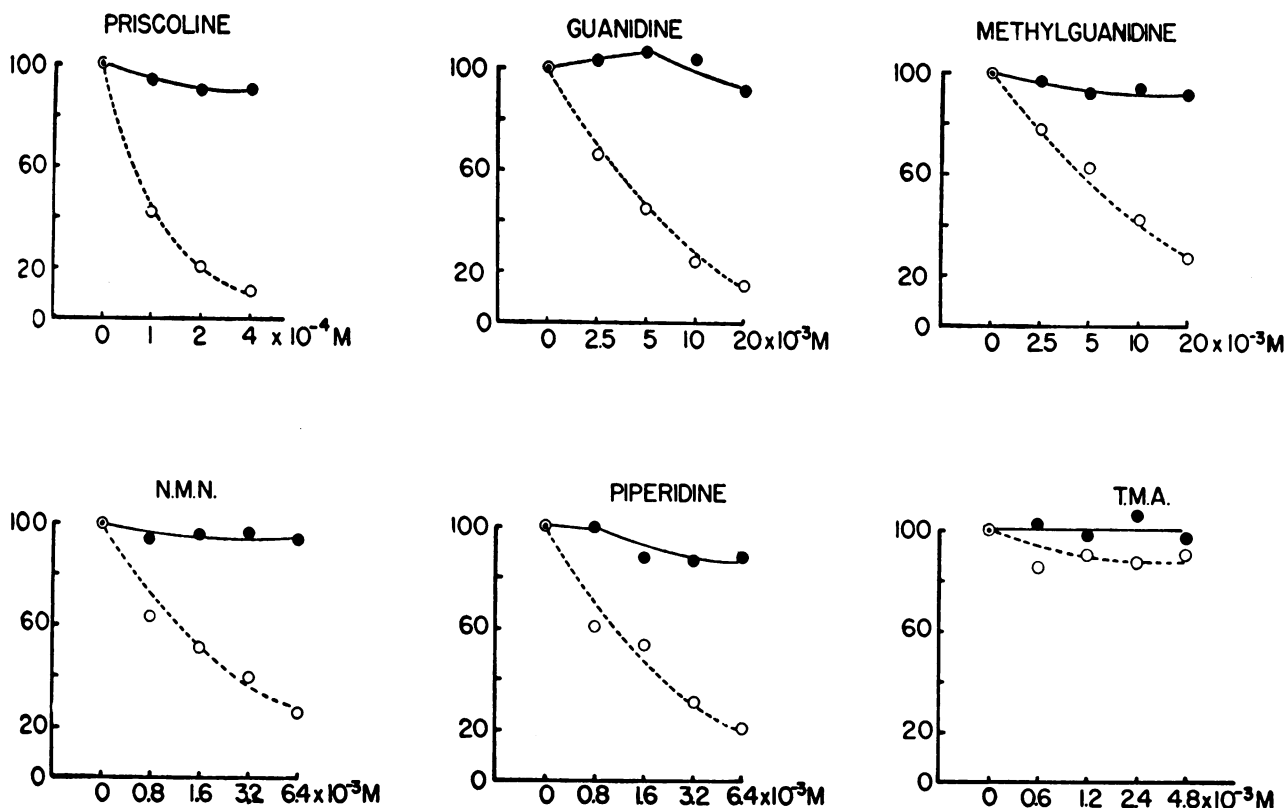 PRISCOLINE
100
60
20
0
0 1 2 4 x 10⁻⁴ M
GUANIDINE
100
60
20
0
0 2.5 5 10 20 x 10⁻³M
METHYLGUANIDINE
100
60
20
0
0 2.5 5 10 20 x 10⁻³M
N.M.N.
100
60
20
0
0 0.8 1.6 3.2 6.4 x 10⁻³M
PIPERIDINE
100
60
20
0
0 0.8 1.6 3.2 6.4 x 10⁻³M
T.M.A.
100
60
20
0
0 0.6 1.2 2.4 4.8 x 10⁻³M